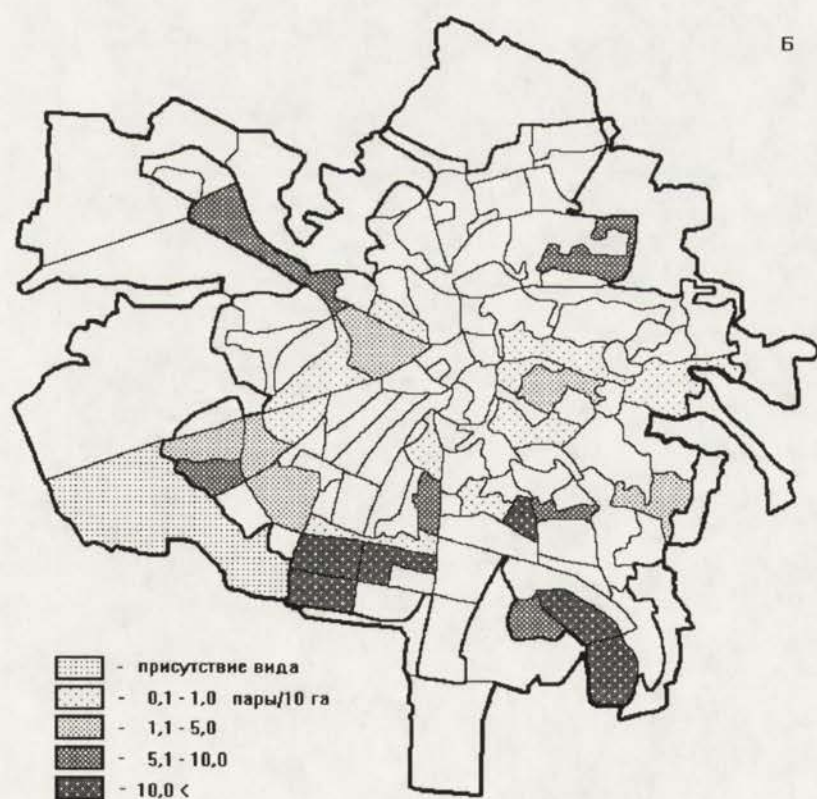 Б
- присутствие вида
- 0,1 - 1,0 пары/10 га
- 1,1 - 5,0
- 5,1 - 10,0
- 10,0 <